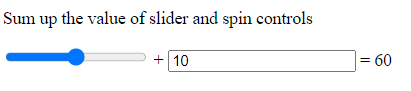 Sum up the value of slider and spin controls
+ 10 = 60